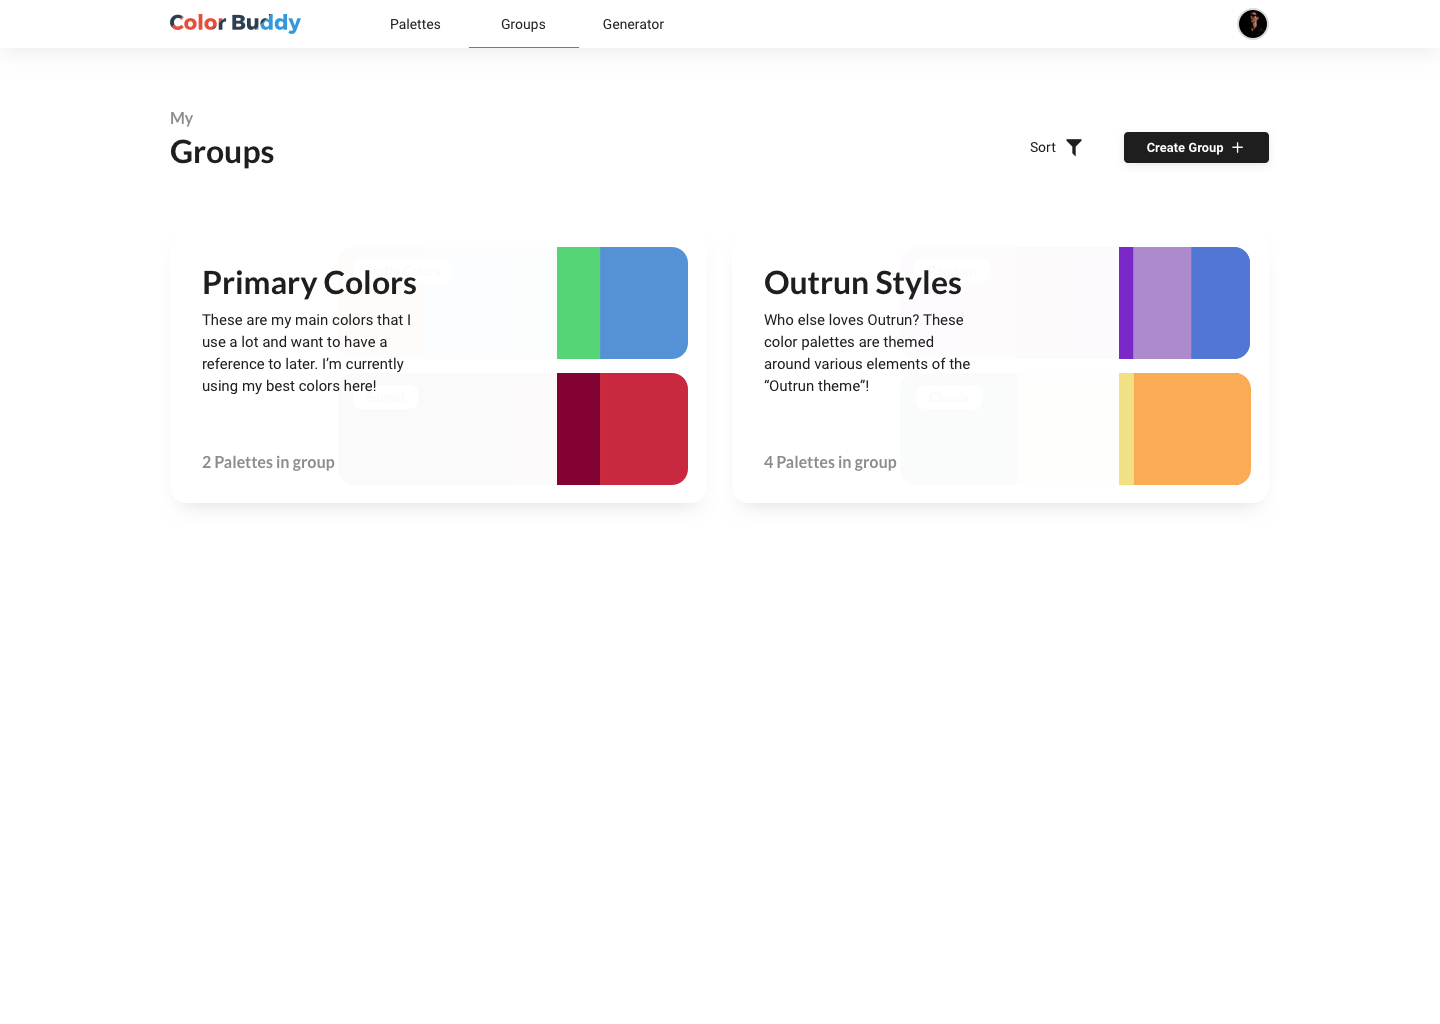 Color Buddy
Palettes
Groups
Generator
My
Groups
Sort
Create Group +
Primary Colors
These are my main colors that I
use a lot and want to have a
reference to later. I’m currently
using my best colors here!
2 Palettes in group
Outrun Styles
Who else loves Outrun? These
color palettes are themed
around various elements of the
“Outrun theme”!
Clouds
4 Palettes in group